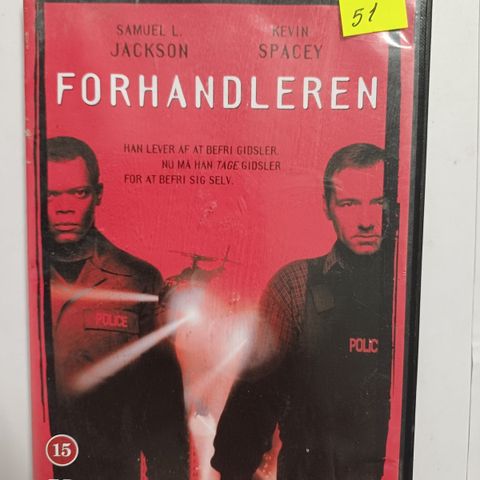 51
SAMUEL L. KEVIN
JACKSON SPACEY
FORHANDLEREN
HAN LEVER AF AT BEFRI GIDSLER.
NU MÅ HAN TAGE GIDSLER
FOR AT BEFRI SIG SELV.
POLICE
POLIC
15